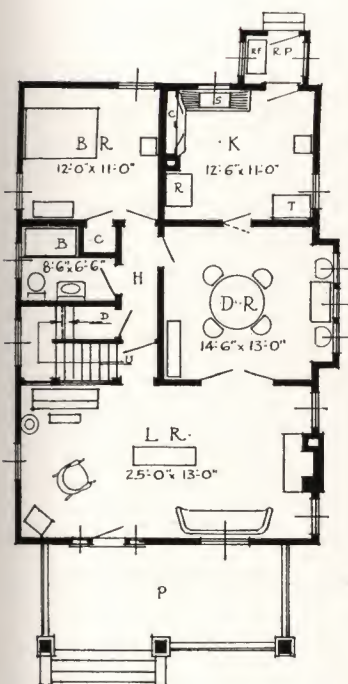 Rf R.P.
S
C
B R.
12'-0" x 11'-0"
K
12'-6" x 11'-0"
R
T
B
C
8'-6" x 6'-6"
H
D-R
14'-6" x 13'-0"
D
U
L R.
25'-0" x 13'-0"
P